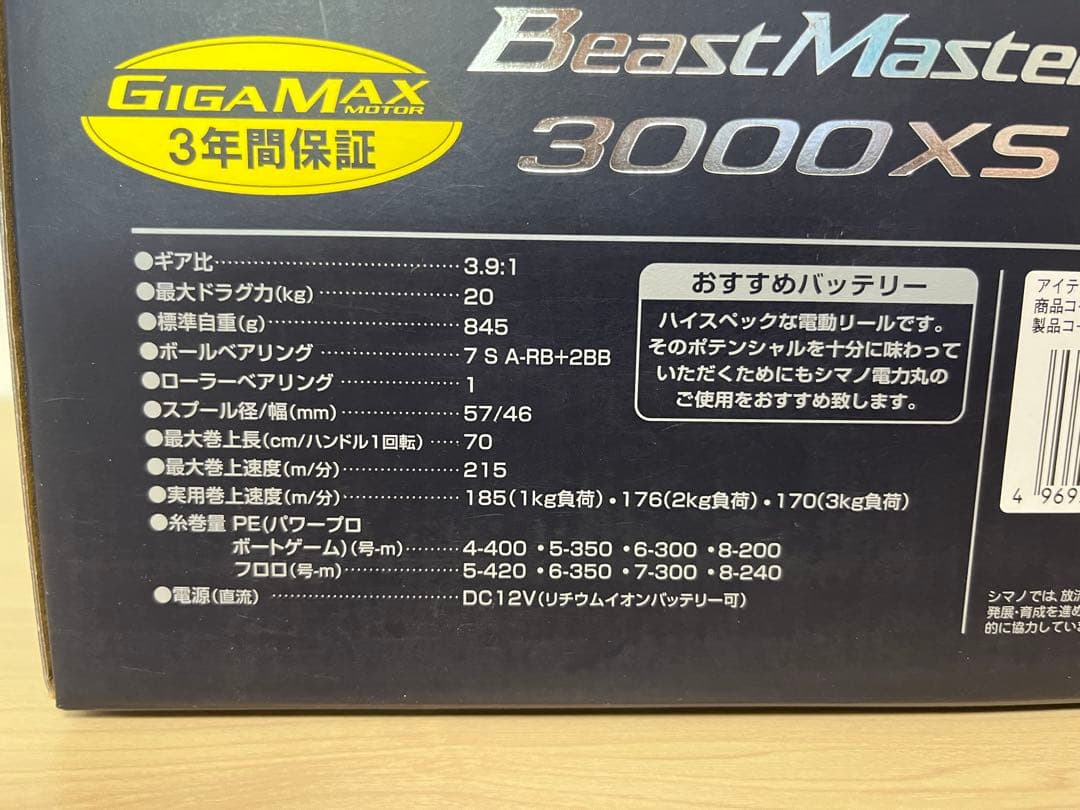 BeastMaster
3000XS
GIGAMAX
MOTOR
3年間保証
●ギア比 3.9:1
●最大ドラグ力(kg) 20
●標準自重(g) 845
●ボールベアリング 7 S A-RB+2BB
●ローラーベアリング 1
●スプール径/幅(mm) 57/46
●最大巻上長(cm/ハンドル1回転) 70
●最大巻上速度(m/分) 215
●実用巻上速度(m/分) 185(1kg負荷)・176(2kg負荷)・170(3kg負荷)
●糸巻量 PE(パワープロ
ボートゲーム)(号-m) 4-400 ・5-350 ・6-300 ・8-200
フロロ(号-m) 5-420 ・6-350 ・7-300 ・8-240
●電源(直流) DC12V(リチウムイオンバッテリー可)
おすすめバッテリー
ハイスペックな電動リールです。
そのポテンシャルを十分に味わって
いただくためにもシマノ電力丸の
ご使用をおすすめ致します。
アイテ
商品コー
製品コー
4 969
シマノでは、放流
発展・育成を進め
的に協力してい